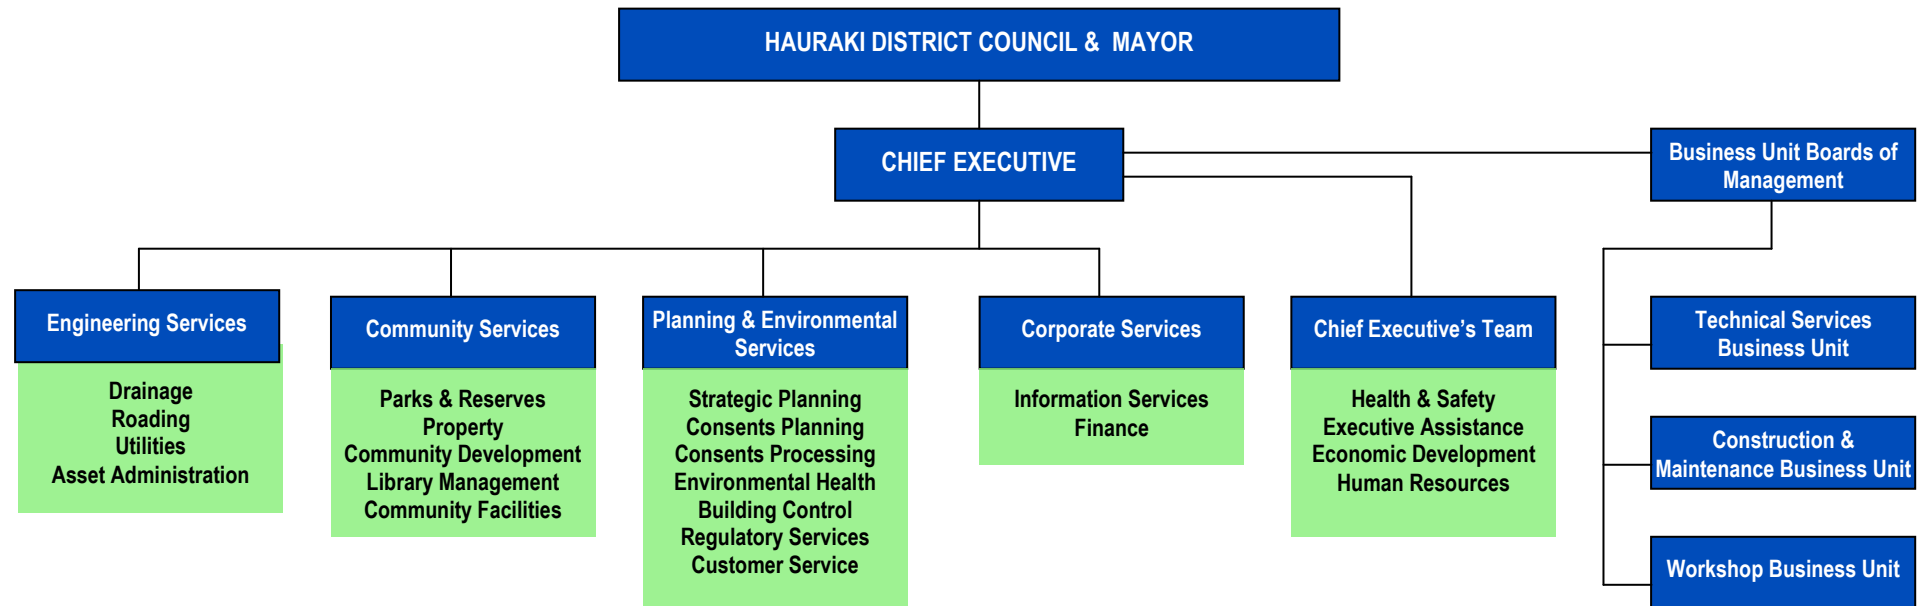 HAURAKI DISTRICT COUNCIL & MAYOR
CHIEF EXECUTIVE
Business Unit Boards of
Management
Engineering Services
Drainage
Roading
Utilities
Asset Administration
Community Services
Parks & Reserves
Property
Community Development
Library Management
Community Facilities
Planning & Environmental
Services
Strategic Planning
Consents Planning
Consents Processing
Environmental Health
Building Control
Regulatory Services
Customer Service
Corporate Services
Information Services
Finance
Chief Executive’s Team
Health & Safety
Executive Assistance
Economic Development
Human Resources
Technical Services
Business Unit
Construction &
Maintenance Business Unit
Workshop Business Unit